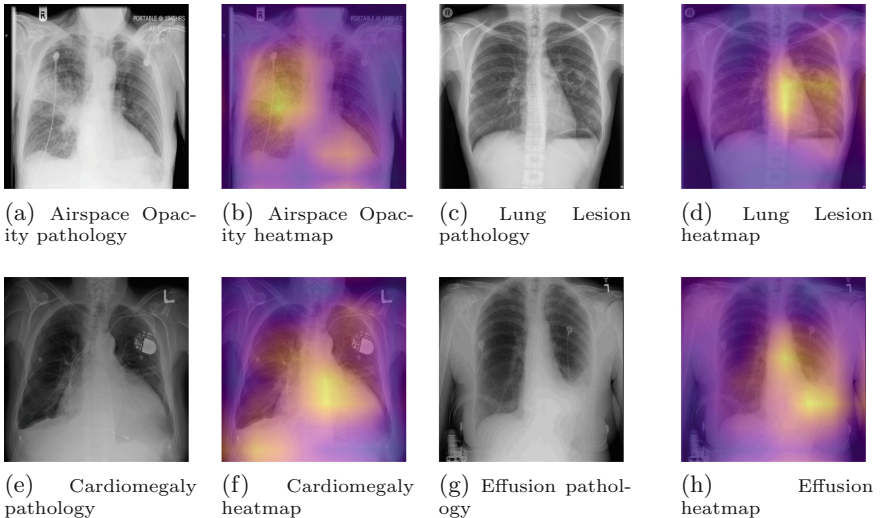 R
PORTABLE @
(a) Airspace Opac-
ity pathology
(b) Airspace Opac-
ity heatmap
(c) Lung Lesion
pathology
(d) Lung Lesion
heatmap
L
(e) Cardiomegaly
pathology
(f) Cardiomegaly
heatmap
(g) Effusion pathol-
ogy
(h) Effusion
heatmap